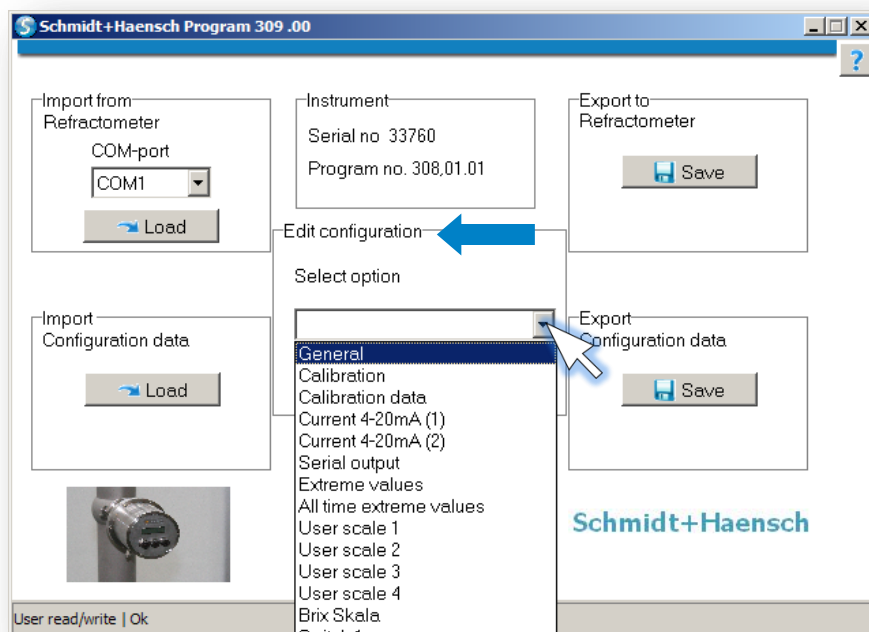 Schmidt+Haensch Program 309 .00
?
Import from
Refractometer
COM-port
COM1
Load
Instrument
Serial no 33760
Program no. 308,01.01
Export to
Refractometer
Save
Edit configuration
Select option
Import
Configuration data
Load
General
Calibration
Calibration data
Current 4-20mA (1)
Current 4-20mA (2)
Serial output
Extreme values
All time extreme values
User scale 1
User scale 2
User scale 3
User scale 4
Brix Skala
Export
Configuration data
Save
Schmidt+Haensch
User read/write | Ok